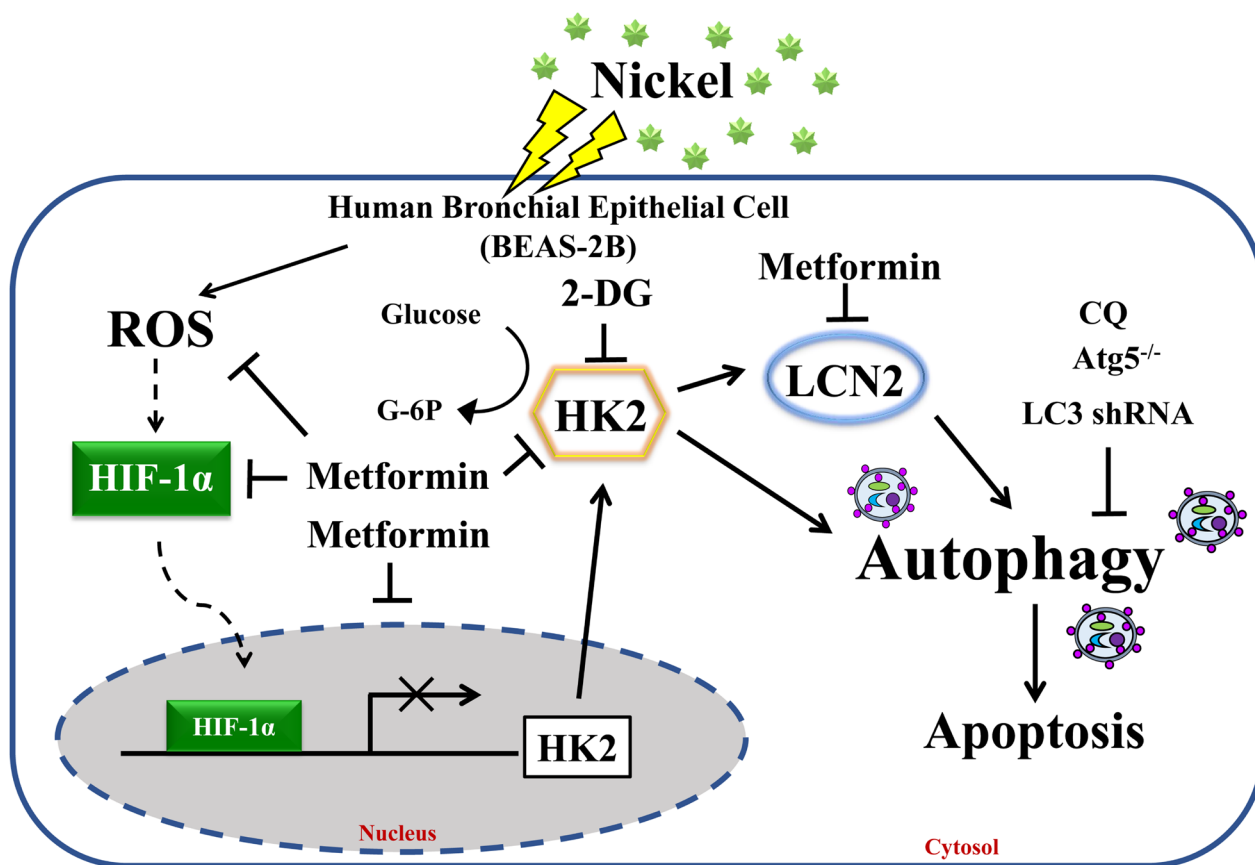 Nickel
Human Bronchial Epithelial Cell
(BEAS-2B)
ROS
Glucose
G-6P
2-DG
HK2
Metformin
LCN2
CQ
Atg5-/-
LC3 shRNA
HIF-1α
Metformin
Metformin
Autophagy
Apoptosis
HIF-1α
HK2
Nucleus
Cytosol